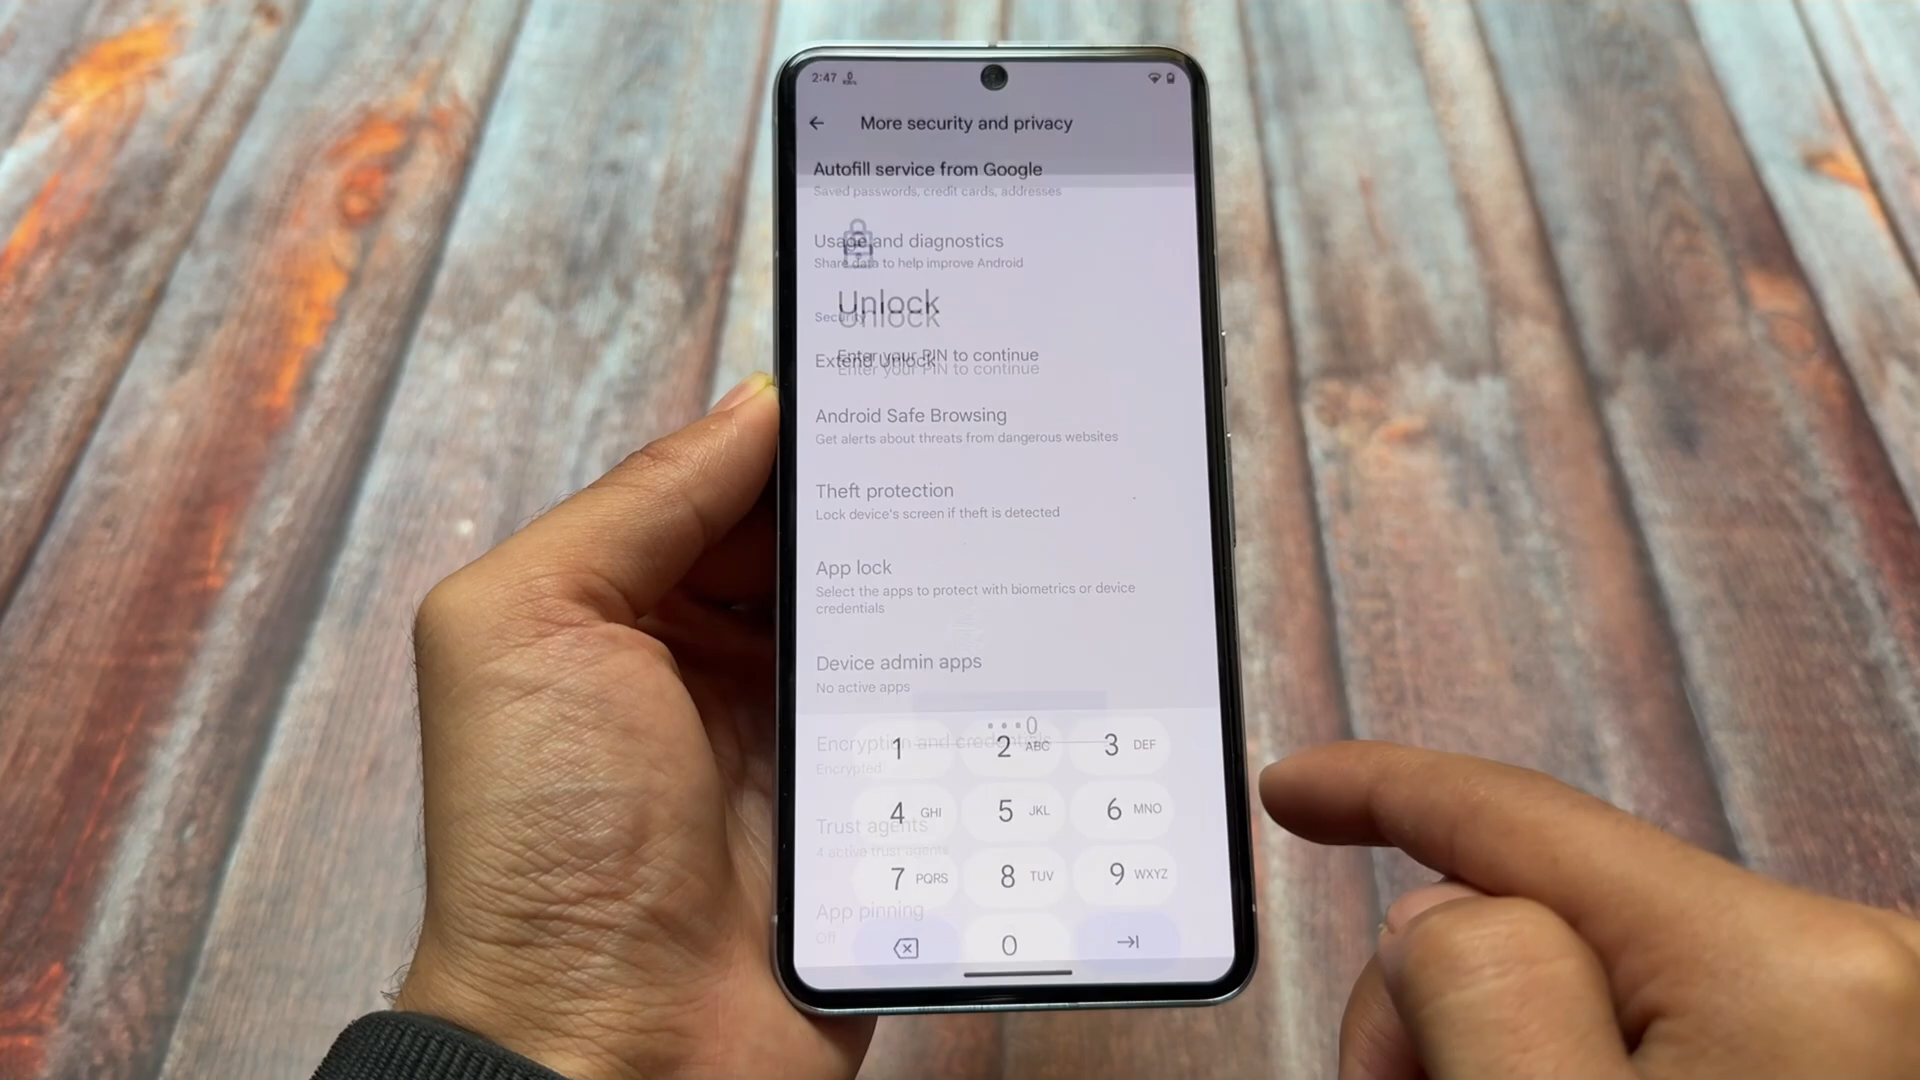 2:47 0 KB/s
More security and privacy
Autofill service from Google
Saved passwords, credit cards, addresses
Usage and diagnostics
Share data to help improve Android
Unlock
Unlock
Security
Enter your PIN to continue
Extend Unlock
Enter your PIN to continue
Android Safe Browsing
Get alerts about threats from dangerous websites
Theft protection
Lock device's screen if theft is detected
App lock
Select the apps to protect with biometrics or device
credentials
Device admin apps
No active apps
•••0
Encryption and credentials
1 2 ABC 3 DEF
Encrypted
4 GHI 5 JKL 6 MNO
Trust agents
4 active trust agents
7 PQRS 8 TUV 9 WXYZ
App pinning
Off
0